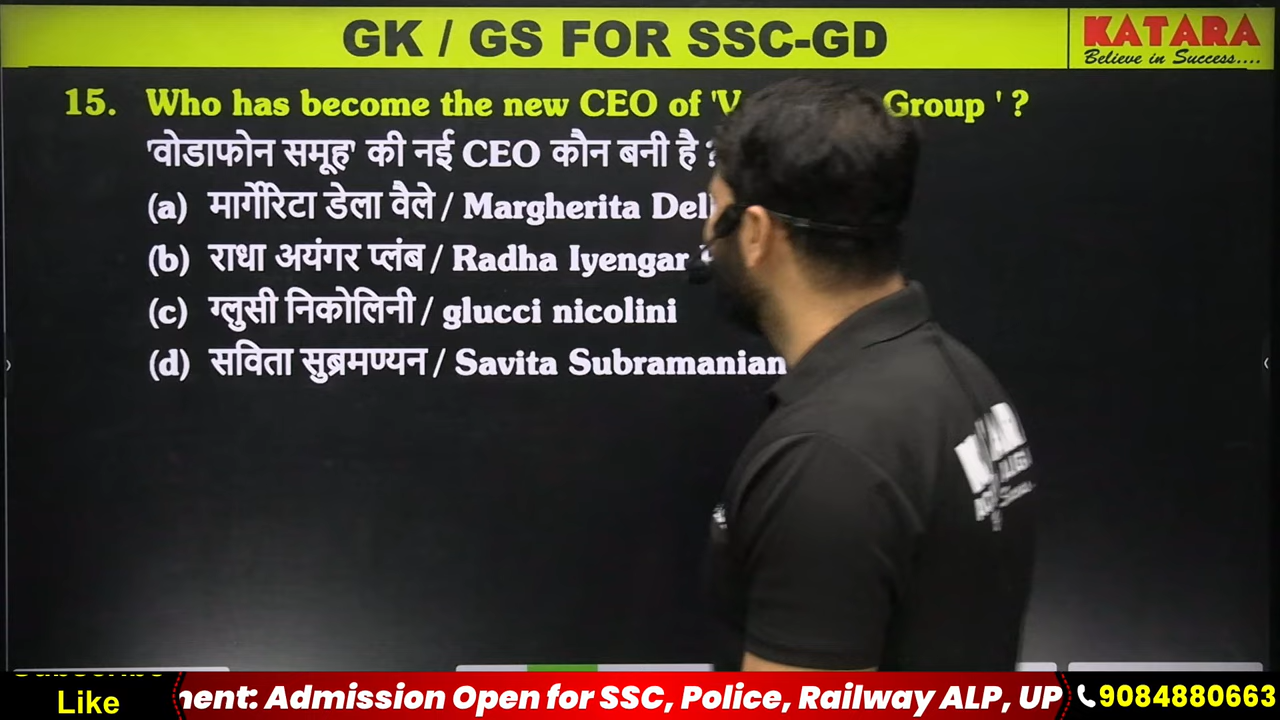 GK / GS FOR SSC-GD
KATARA
Believe in Success....
15. Who has become the new CEO of 'V Group ' ?
'वोडाफोन समूह' की नई CEO कौन बनी है ?
(a) मार्गेरिटा डेला वैले / Margherita Dell
(b) राधा अयंगर प्लंब / Radha Iyengar
(c) ग्लुसी निकोलिनी / glucci nicolini
(d) सविता सुब्रमण्यन / Savita Subramanian
Subscribe
Like
ment: Admission Open for SSC, Police, Railway ALP, UP
9084880663